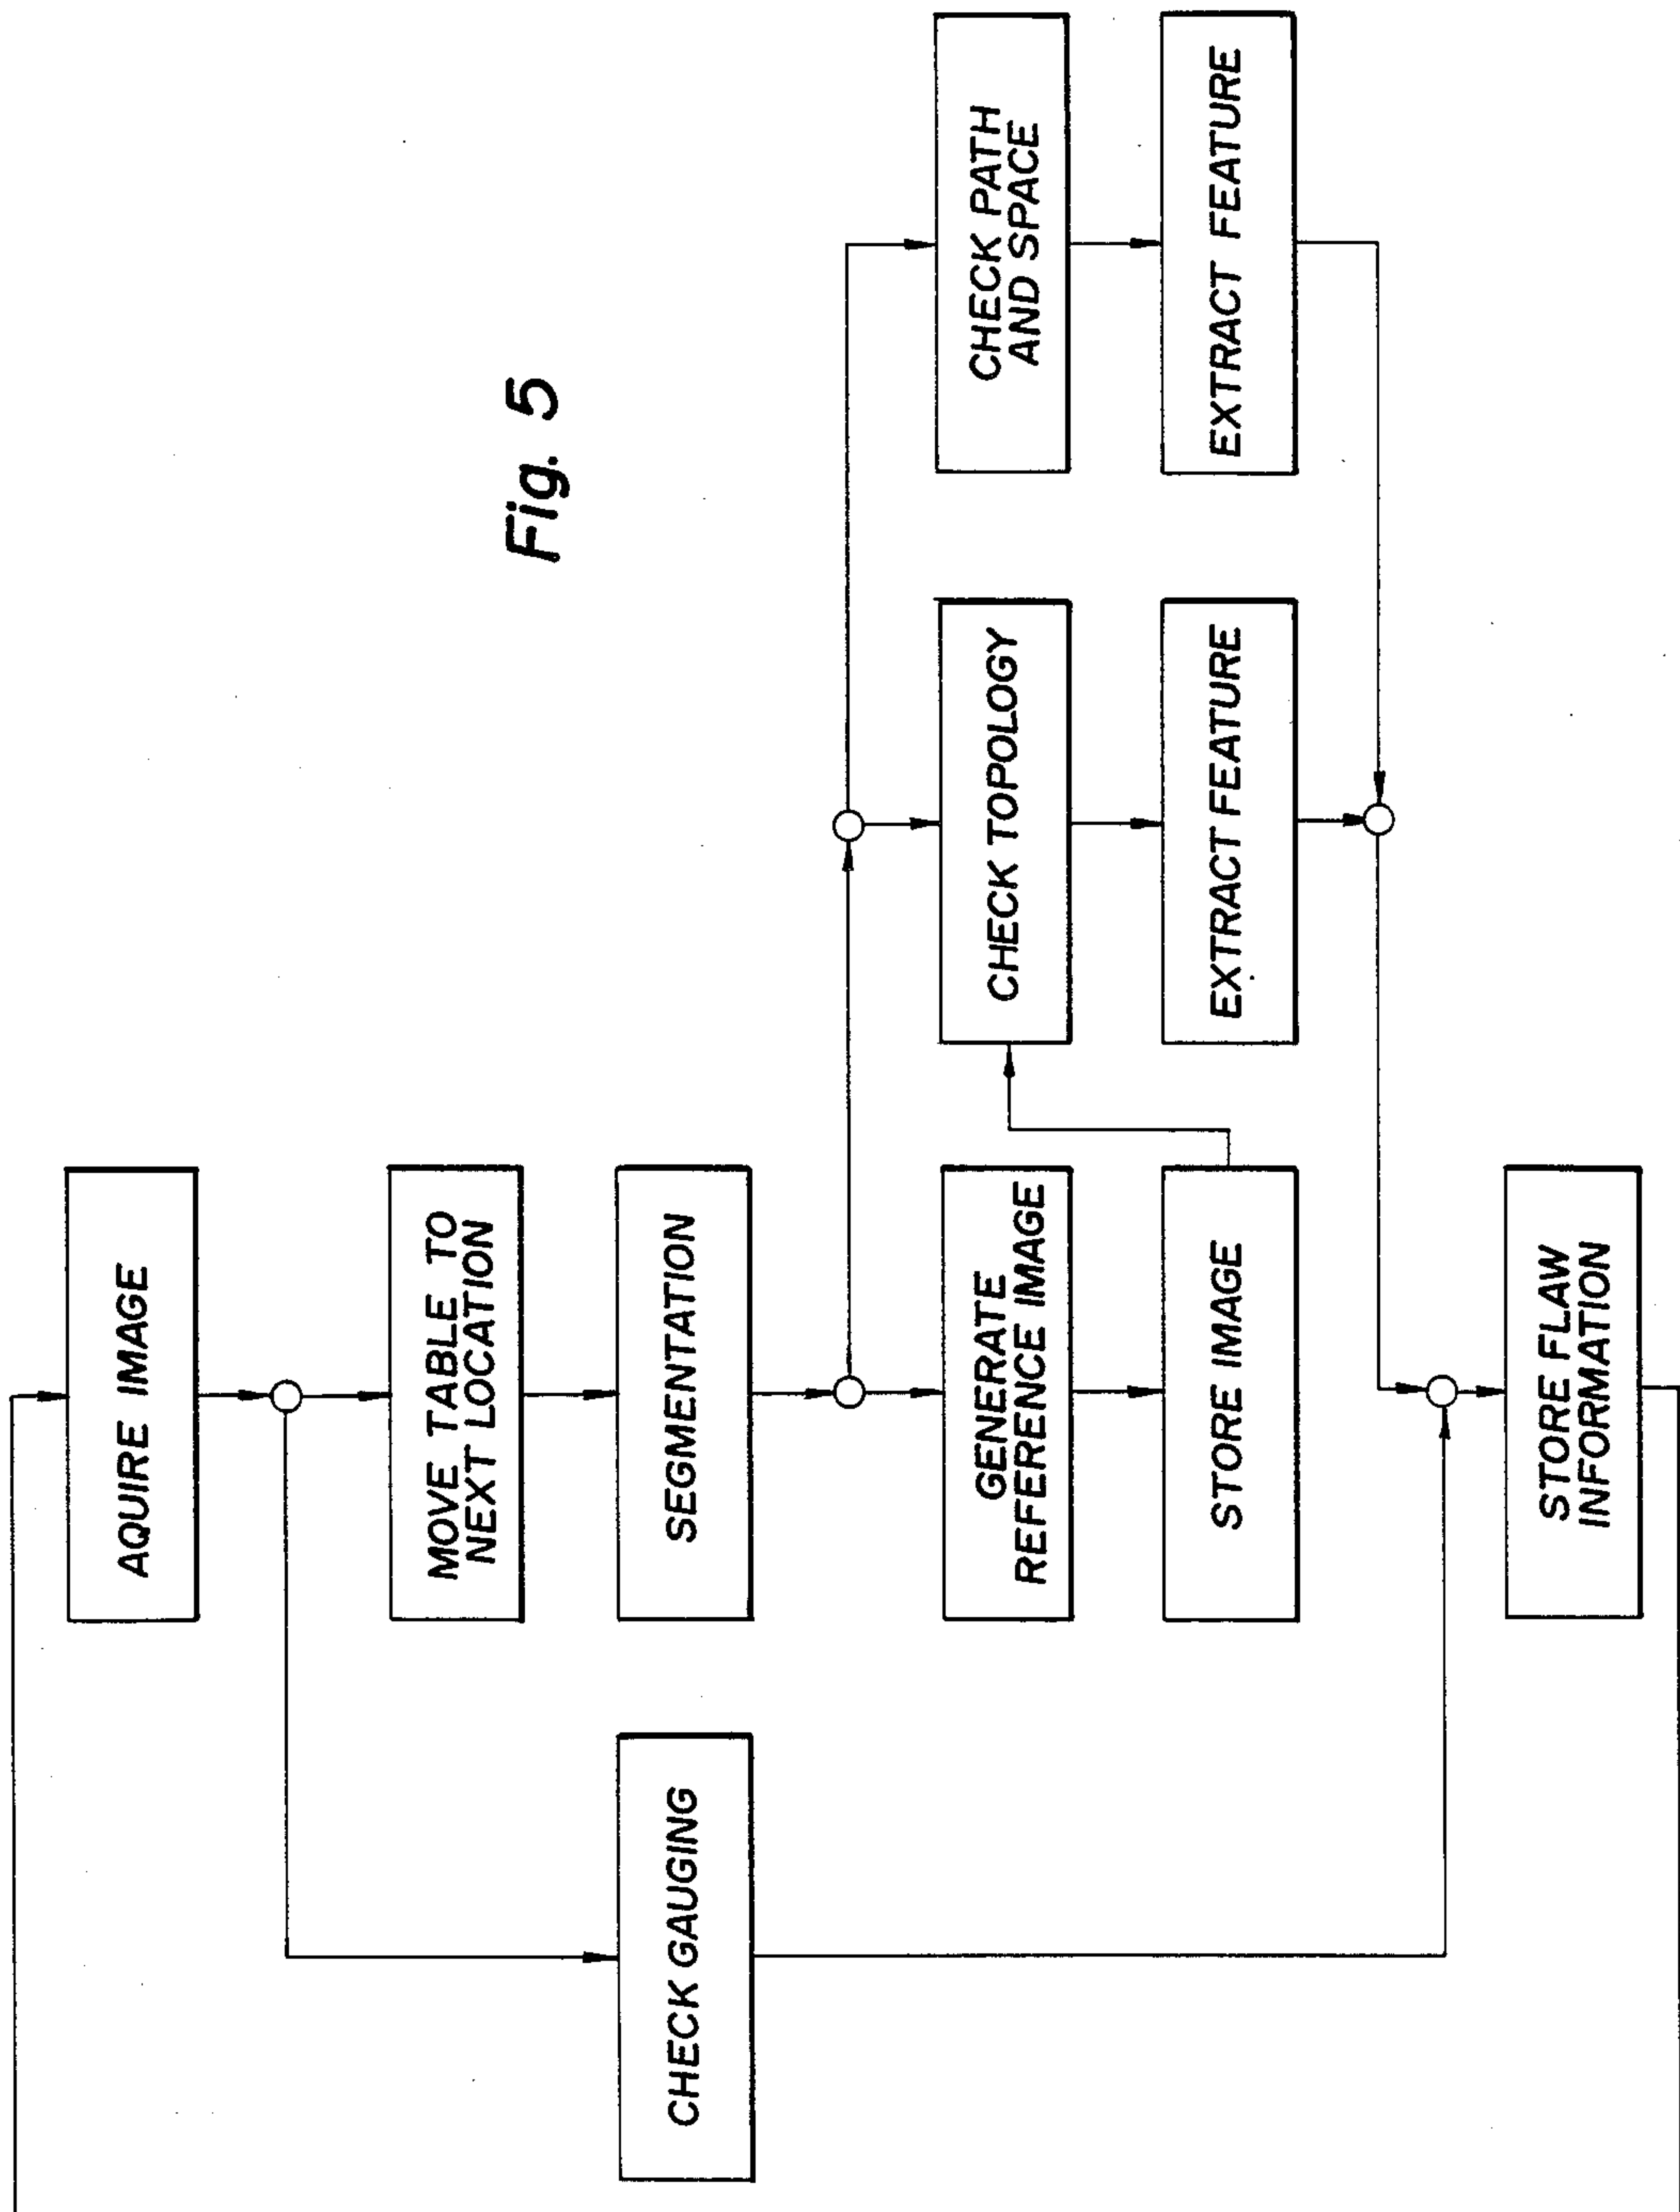 Fig. 5
AQUIRE IMAGE
MOVE TABLE TO
NEXT LOCATION
CHECK GAUGING
SEGMENTATION
GENERATE
REFERENCE IMAGE
CHECK TOPOLOGY
CHECK PATH
AND SPACE
STORE IMAGE
EXTRACT FEATURE
EXTRACT FEATURE
STORE FLAW
INFORMATION